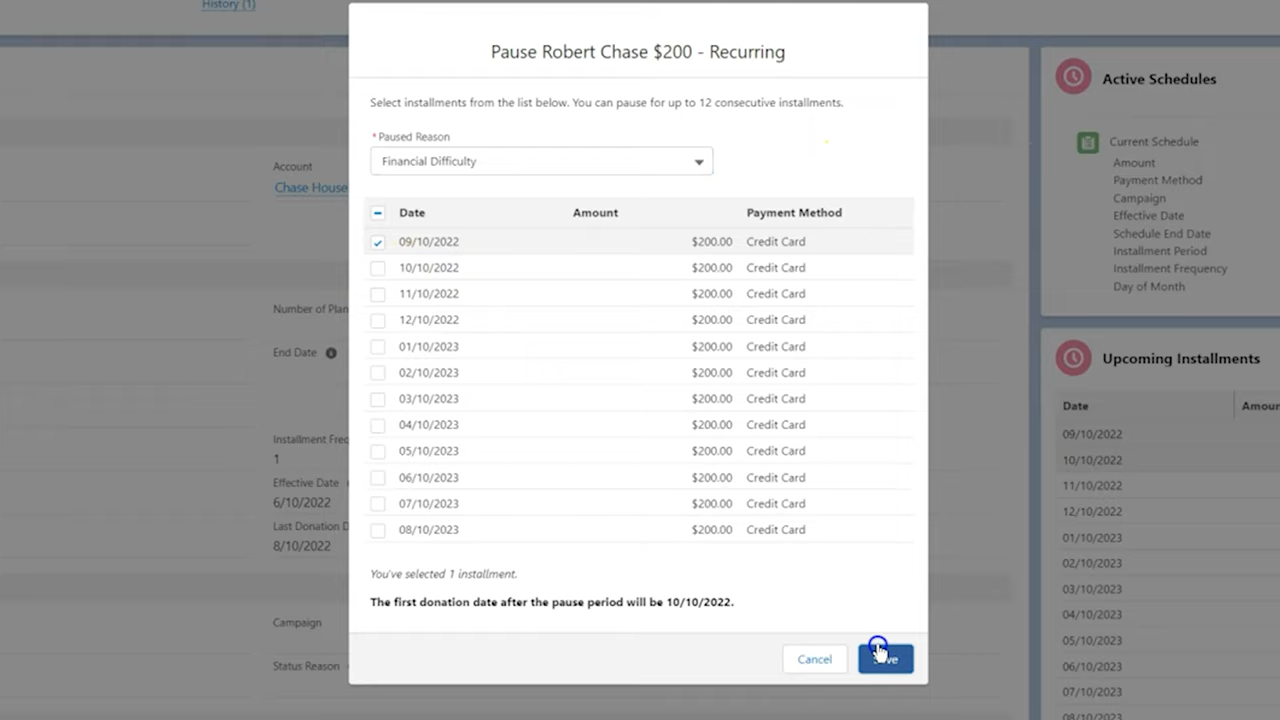 History (1)
Pause Robert Chase $200 - Recurring
Select installments from the list below. You can pause for up to 12 consecutive installments.
* Paused Reason
Financial Difficulty
Date Amount Payment Method
09/10/2022 $200.00 Credit Card
10/10/2022 $200.00 Credit Card
11/10/2022 $200.00 Credit Card
12/10/2022 $200.00 Credit Card
01/10/2023 $200.00 Credit Card
02/10/2023 $200.00 Credit Card
03/10/2023 $200.00 Credit Card
04/10/2023 $200.00 Credit Card
05/10/2023 $200.00 Credit Card
06/10/2023 $200.00 Credit Card
07/10/2023 $200.00 Credit Card
08/10/2023 $200.00 Credit Card
You've selected 1 installment.
The first donation date after the pause period will be 10/10/2022.
Cancel
Account
Chase House
Number of Plan
End Date
Installment Freq
1
Effective Date
6/10/2022
Last Donation D
8/10/2022
Campaign
Status Reason
Active Schedules
Current Schedule
Amount
Payment Method
Campaign
Effective Date
Schedule End Date
Installment Period
Installment Frequency
Day of Month
Upcoming Installments
Date Amoun
09/10/2022
10/10/2022
11/10/2022
12/10/2022
01/10/2023
02/10/2023
03/10/2023
04/10/2023
05/10/2023
06/10/2023
07/10/2023
08/10/2023